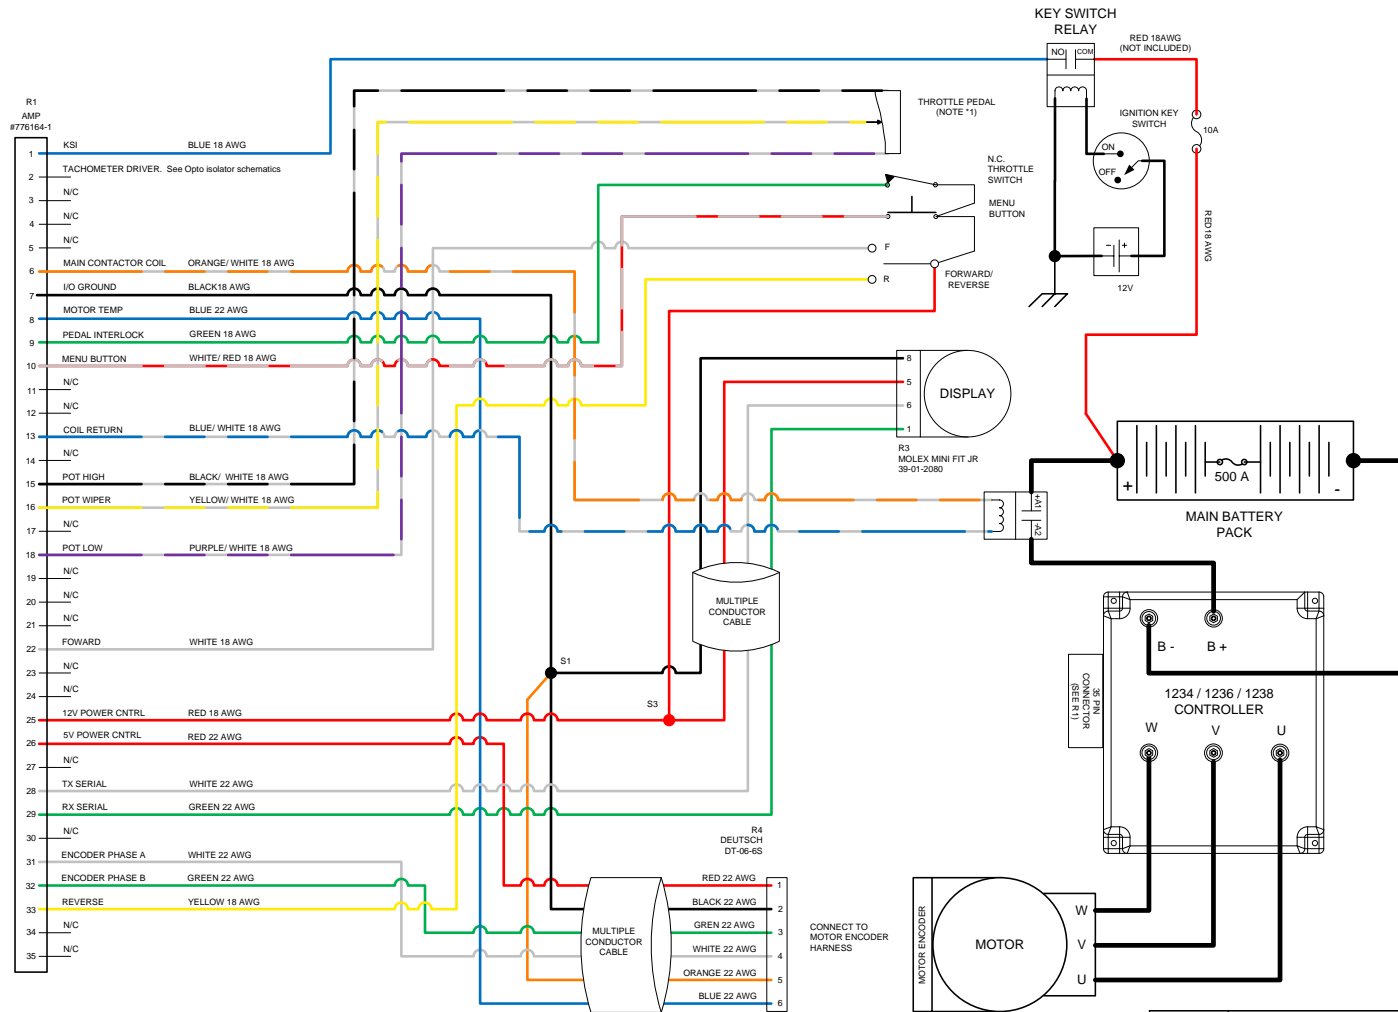 KEY SWITCH
RELAY
RED 18AWG
(NOT INCLUDED)
NO
COM
R1
AMP
#776164-1
THROTTLE PEDAL
(NOTE *1)
IGNITION KEY
SWITCH
10A
ON
OFF
1 KSI BLUE 18 AWG
2 TACHOMETER DRIVER. See Opto isolator schematics
3 N/C
4 N/C
5 N/C
6 MAIN CONTACTOR COIL ORANGE/ WHITE 18 AWG
7 I/O GROUND BLACK18 AWG
8 MOTOR TEMP BLUE 22 AWG
9 PEDAL INTERLOCK GREEN 18 AWG
10 MENU BUTTON WHITE/ RED 18 AWG
11 N/C
12 N/C
13 COIL RETURN BLUE/ WHITE 18 AWG
14 N/C
15 POT HIGH BLACK/ WHITE 18 AWG
16 POT WIPER YELLOW/ WHITE 18 AWG
17 N/C
18 POT LOW PURPLE/ WHITE 18 AWG
19 N/C
20 N/C
21 N/C
22 FOWARD WHITE 18 AWG
23 N/C
24 N/C
25 12V POWER CNTRL RED 18 AWG
26 5V POWER CNTRL RED 22 AWG
27 N/C
28 TX SERIAL WHITE 22 AWG
29 RX SERIAL GREEN 22 AWG
30 N/C
31 ENCODER PHASE A WHITE 22 AWG
32 ENCODER PHASE B GREEN 22 AWG
33 REVERSE YELLOW 18 AWG
34 N/C
35 N/C
N.C.
THROTTLE
SWITCH
MENU
BUTTON
F
R
FORWARD/
REVERSE
- +
12V
RED18 AWG
8
5
6
1
DISPLAY
R3
MOLEX MINI FIT JR
39-01-2080
+A1
-A2
500 A
+ -
MAIN BATTERY
PACK
MULTIPLE
CONDUCTOR
CABLE
S1
S3
B - B +
35 PIN
CONNECTOR
(SEE R1)
1234 / 1236 / 1238
CONTROLLER
W V U
R4
DEUTSCH
DT-06-6S
RED 22 AWG 1
BLACK 22 AWG 2
GREN 22 AWG 3
WHITE 22 AWG 4
ORANGE 22 AWG 5
BLUE 22 AWG 6
MULTIPLE
CONDUCTOR
CABLE
CONNECT TO
MOTOR ENCODER
HARNESS
MOTOR ENCODER
MOTOR
W
V
U